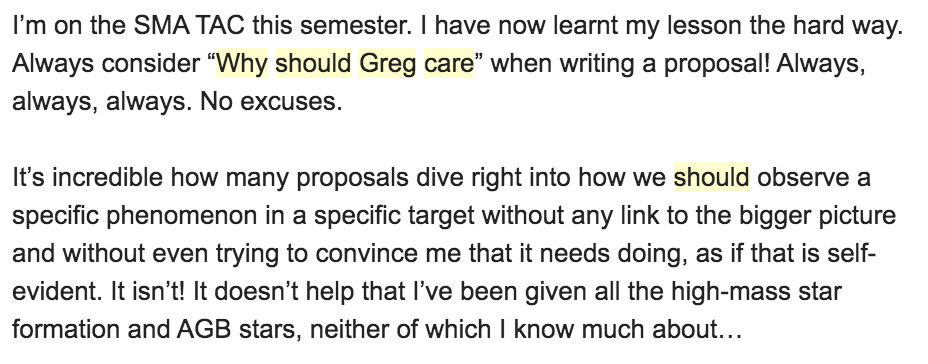 I’m on the SMA TAC this semester. I have now learnt my lesson the hard way.
Always consider “Why should Greg care” when writing a proposal! Always,
always, always. No excuses.
It’s incredible how many proposals dive right into how we should observe a
specific phenomenon in a specific target without any link to the bigger picture
and without even trying to convince me that it needs doing, as if that is self-
evident. It isn’t! It doesn’t help that I’ve been given all the high-mass star
formation and AGB stars, neither of which I know much about…